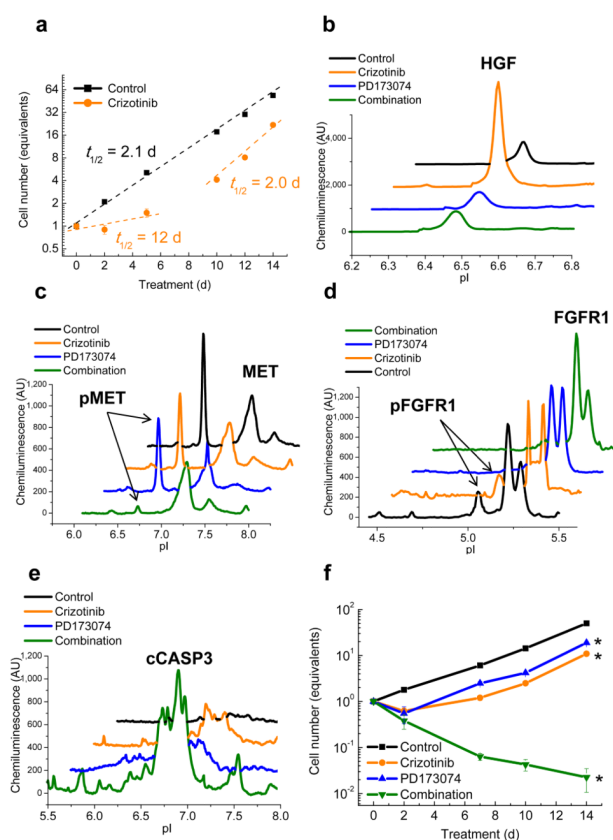 a
Control
Crizotinib
Cell number (equivalents)
64
32
16
8
4
2
1
0.5
t1/2 = 2.1 d
t1/2 = 2.0 d
t1/2 = 12 d
0 2 4 6 8 10 12 14
Treatment (d)
b
Control
Crizotinib
PD173074
Combination
HGF
Chemiluminescence (AU)
4,000
2,000
0
6.2 6.3 6.4 6.5 6.6 6.7 6.8
pI
c
Control
Crizotinib
PD173074
Combination
MET
pMET
Chemiluminescence (AU)
1,200
1,000
800
600
400
200
0
6.0 6.5 7.0 7.5 8.0
pI
d
Combination
PD173074
Crizotinib
Control
FGFR1
pFGFR1
Chemiluminescence (AU)
1,200
1,000
800
600
400
200
0
4.5 5.0 5.5
pI
e
Control
Crizotinib
PD173074
Combination
cCASP3
Chemiluminescence (AU)
1,200
1,000
800
600
400
200
0
5.5 6.0 6.5 7.0 7.5 8.0
pI
f
Cell number (equivalents)
10^2
10^1
10^0
10^-1
10^-2
*
*
*
Control
Crizotinib
PD173074
Combination
0 2 4 6 8 10 12 14
Treatment (d)